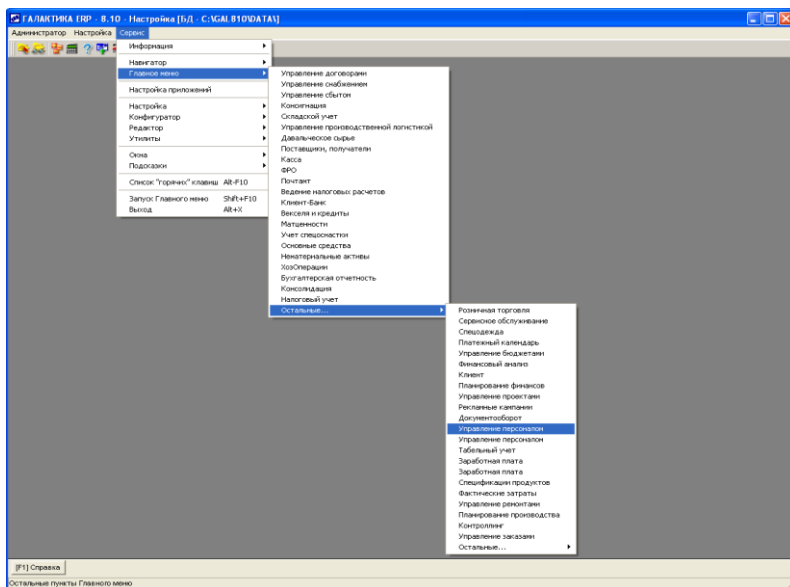 ГАЛАКТИКА ERP - 8.10 - Настройка [БД - C:\GAL810\DATA\]
Администратор Настройка Сервис
Информация
Навигатор
Главное меню
Настройка приложений
Настройка
Конфигуратор
Редактор
Утилиты
Окна
Подсказки
Список "горячих" клавиш Alt-F10
Запуск Главного меню Shift+F10
Выход Alt+X
Управление договорами
Управление снабжением
Управление сбытом
Консигнация
Складской учет
Управление производственной логистикой
Давальческое сырье
Поставщики, получатели
Касса
ФРО
Почтамт
Ведение налоговых расчетов
Клиент-Банк
Векселя и кредиты
Матценности
Учет спецоснастки
Основные средства
Нематериальные активы
ХозОперации
Бухгалтерская отчетность
Консолидация
Налоговый учет
Остальные...
Розничная торговля
Сервисное обслуживание
Спецодежда
Платежный календарь
Управление бюджетами
Финансовый анализ
Клиент
Планирование финансов
Управление проектами
Рекламные кампании
Документооборот
Управление персоналом
Управление персоналом
Табельный учет
Заработная плата
Заработная плата
Спецификации продуктов
Фактические затраты
Управление ремонтами
Планирование производства
Контроллинг
Управление заказами
Остальные...
[F1] Справка
Остальные пункты Главного меню